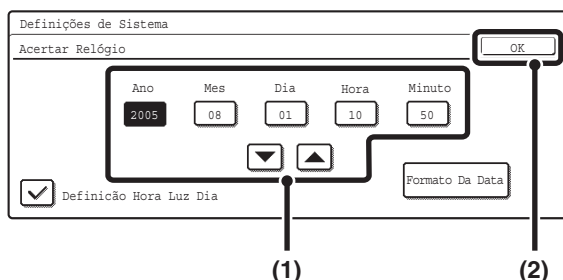 Definições de Sistema
Acertar Relógio
OK
Ano Mes Dia Hora Minuto
2005 08 01 10 50
Formato Da Data
Definicão Hora Luz Dia
(1) (2)